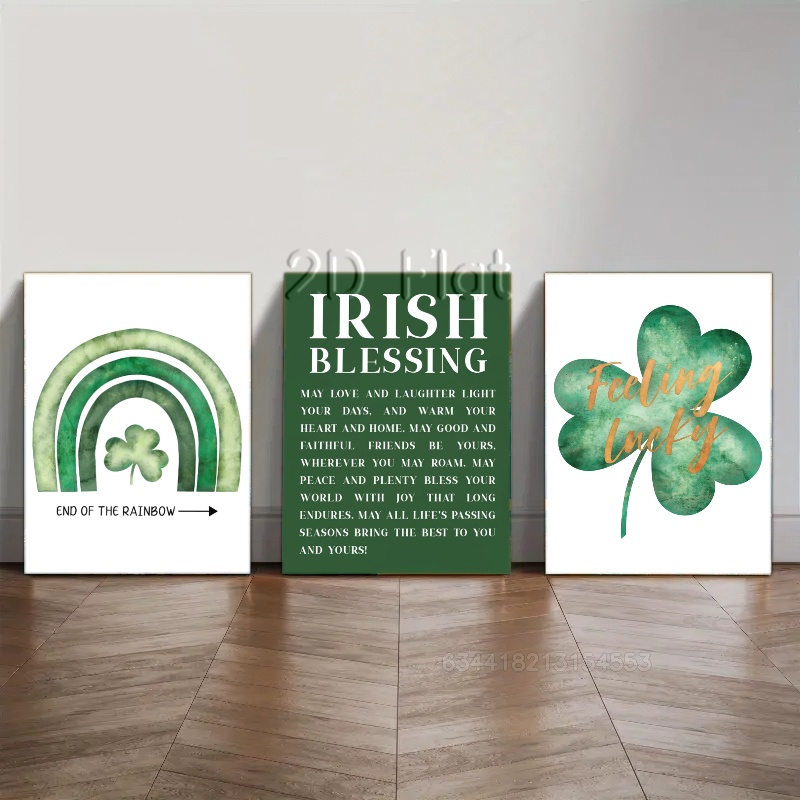 2D Flat
END OF THE RAINBOW
IRISH
BLESSING
MAY LOVE AND LAUGHTER LIGHT
YOUR DAYS, AND WARM YOUR
HEART AND HOME. MAY GOOD AND
FAITHFUL FRIENDS BE YOURS,
WHEREVER YOU MAY ROAM. MAY
PEACE AND PLENTY BLESS YOUR
WORLD WITH JOY THAT LONG
ENDURES. MAY ALL LIFE'S PASSING
SEASONS BRING THE BEST TO YOU
AND YOURS!
Feeling
lucky
634418213154553